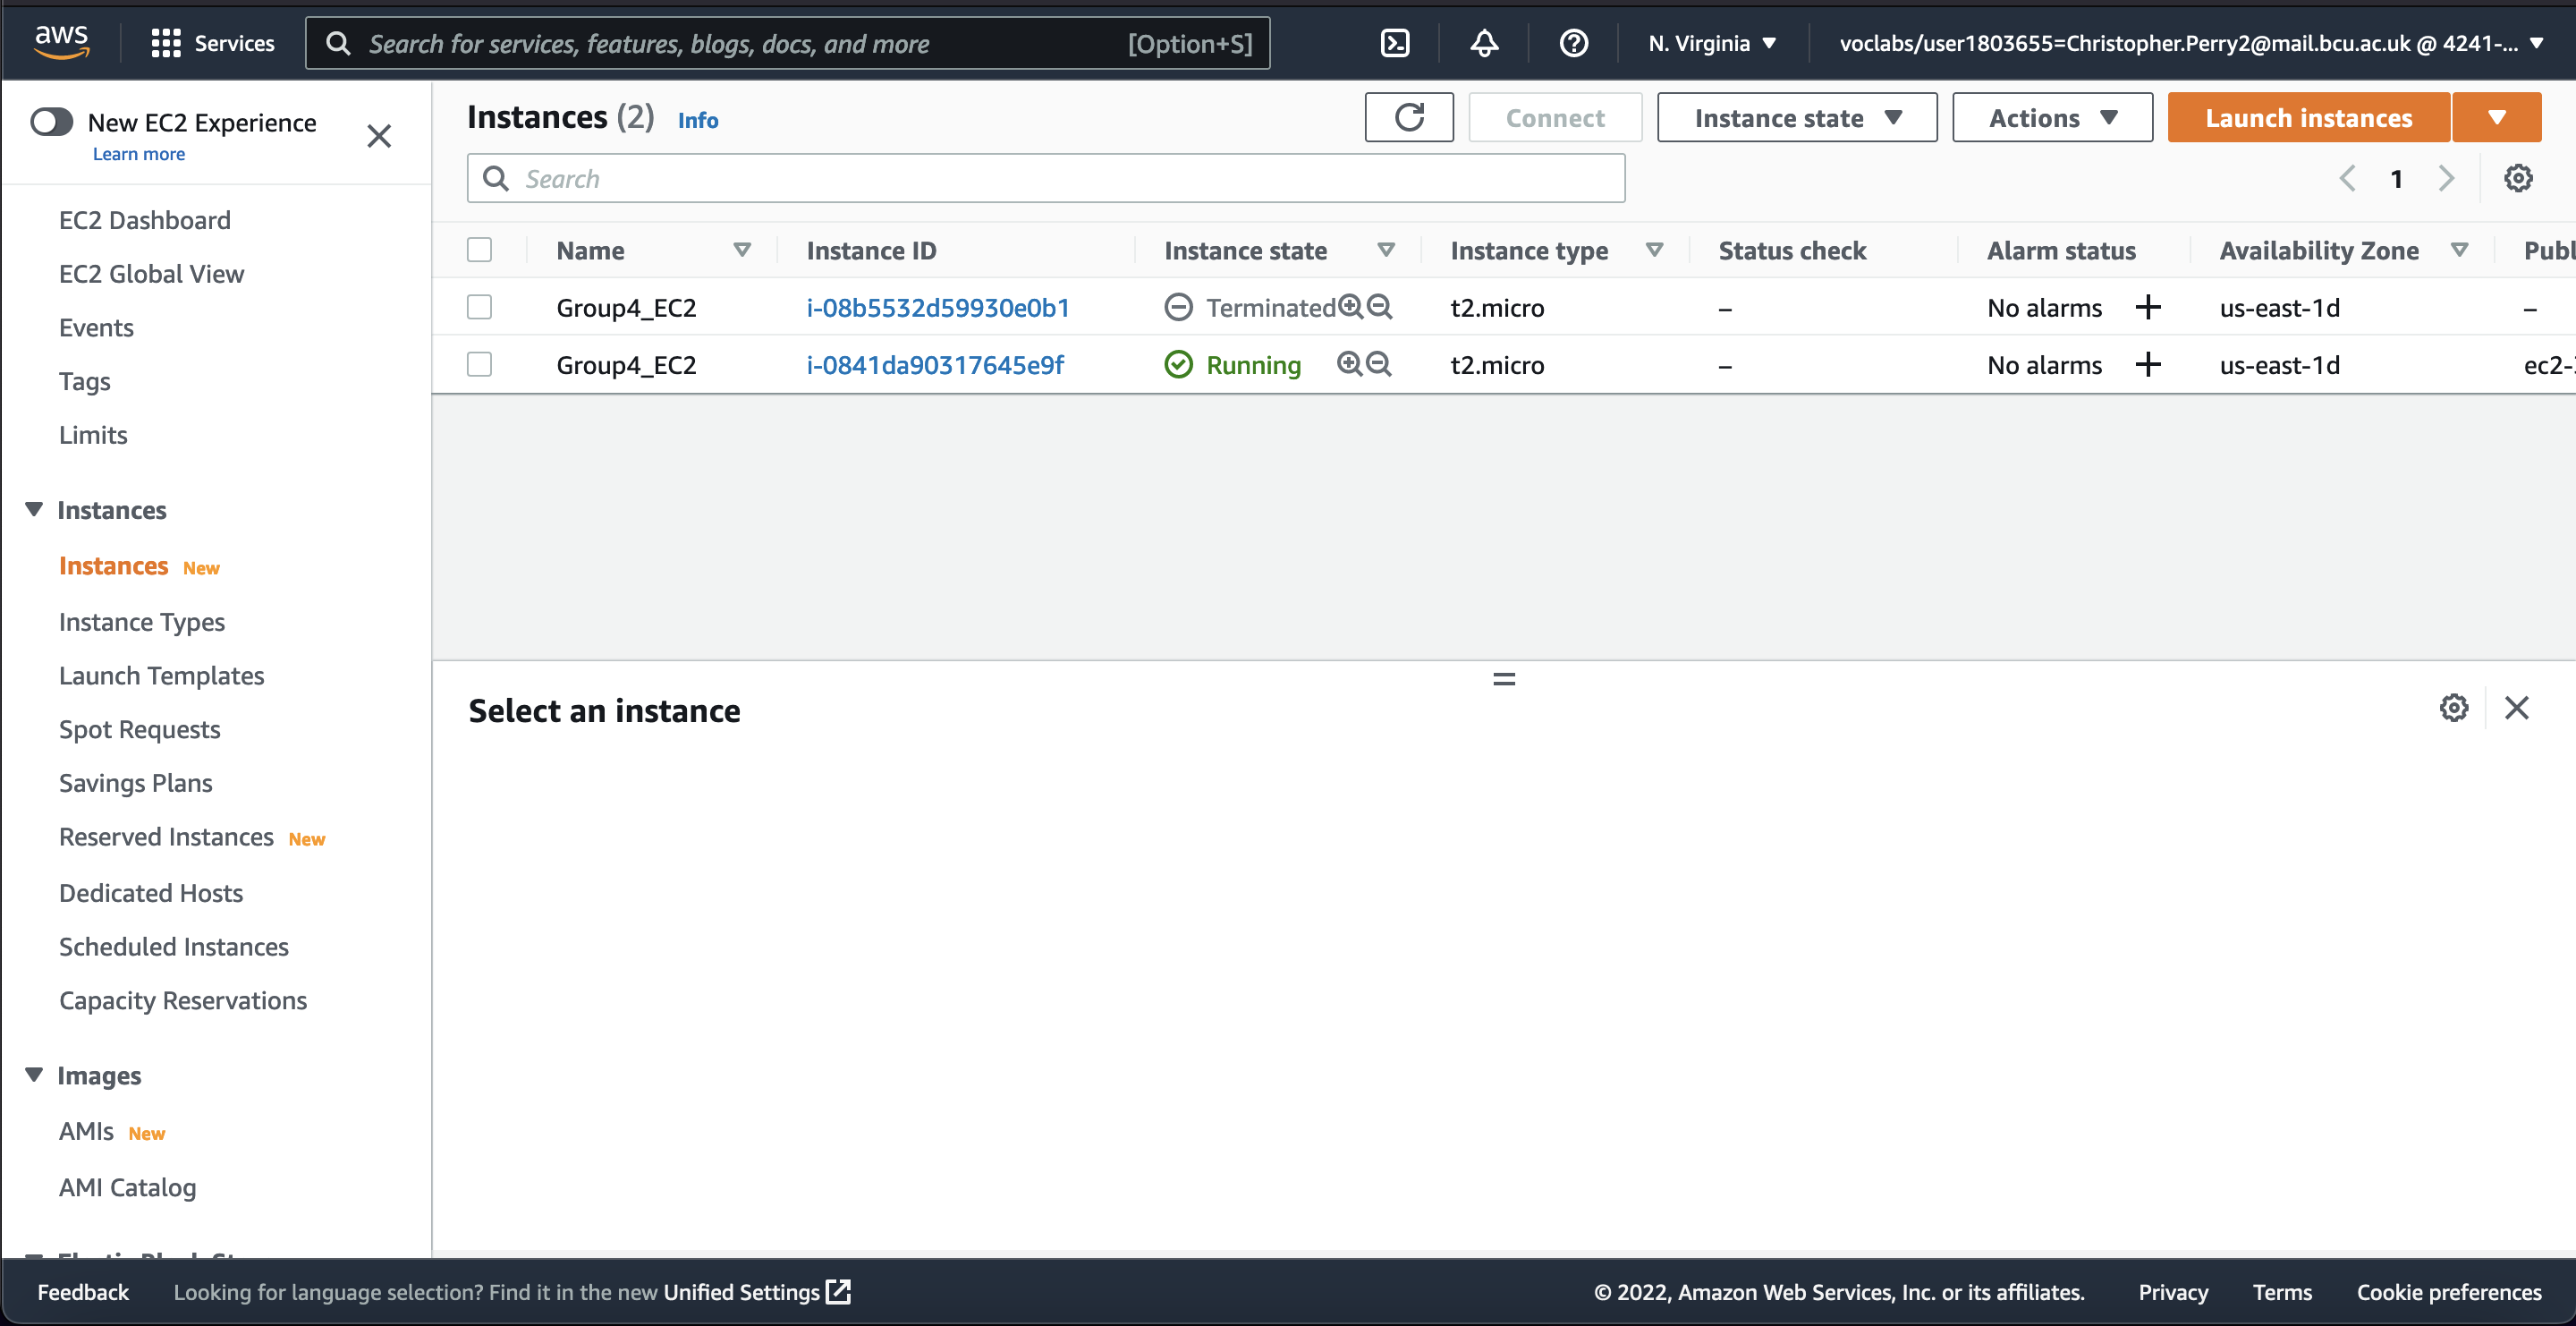 aws
Services
Search for services, features, blogs, docs, and more [Option+S]
N. Virginia
voclabs/user1803655=Christopher.Perry2@mail.bcu.ac.uk @ 4241-...
New EC2 Experience
Learn more
EC2 Dashboard
EC2 Global View
Events
Tags
Limits
Instances
Instances New
Instance Types
Launch Templates
Spot Requests
Savings Plans
Reserved Instances New
Dedicated Hosts
Scheduled Instances
Capacity Reservations
Images
AMIs New
AMI Catalog
Instances (2) Info
Connect
Instance state
Actions
Launch instances
Search
1
Name Instance ID Instance state Instance type Status check Alarm status Availability Zone Publ
Group4_EC2 i-08b5532d59930e0b1 Terminated t2.micro – No alarms + us-east-1d –
Group4_EC2 i-0841da90317645e9f Running t2.micro – No alarms + us-east-1d ec2-
Select an instance
Feedback
Looking for language selection? Find it in the new Unified Settings
© 2022, Amazon Web Services, Inc. or its affiliates.
Privacy
Terms
Cookie preferences